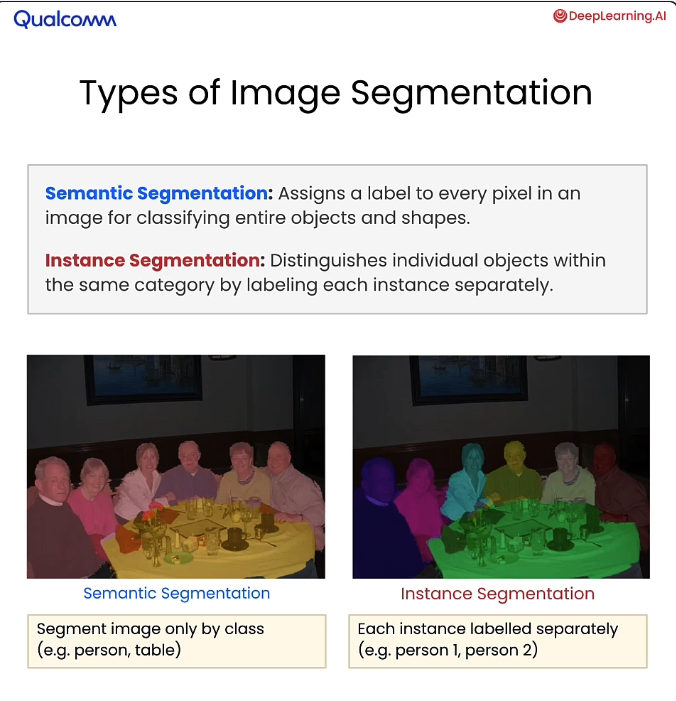 Qualcomm
DeepLearning.AI
Types of Image Segmentation
Semantic Segmentation: Assigns a label to every pixel in an
image for classifying entire objects and shapes.
Instance Segmentation: Distinguishes individual objects within
the same category by labeling each instance separately.
Semantic Segmentation
Segment image only by class
(e.g. person, table)
Instance Segmentation
Each instance labelled separately
(e.g. person 1, person 2)